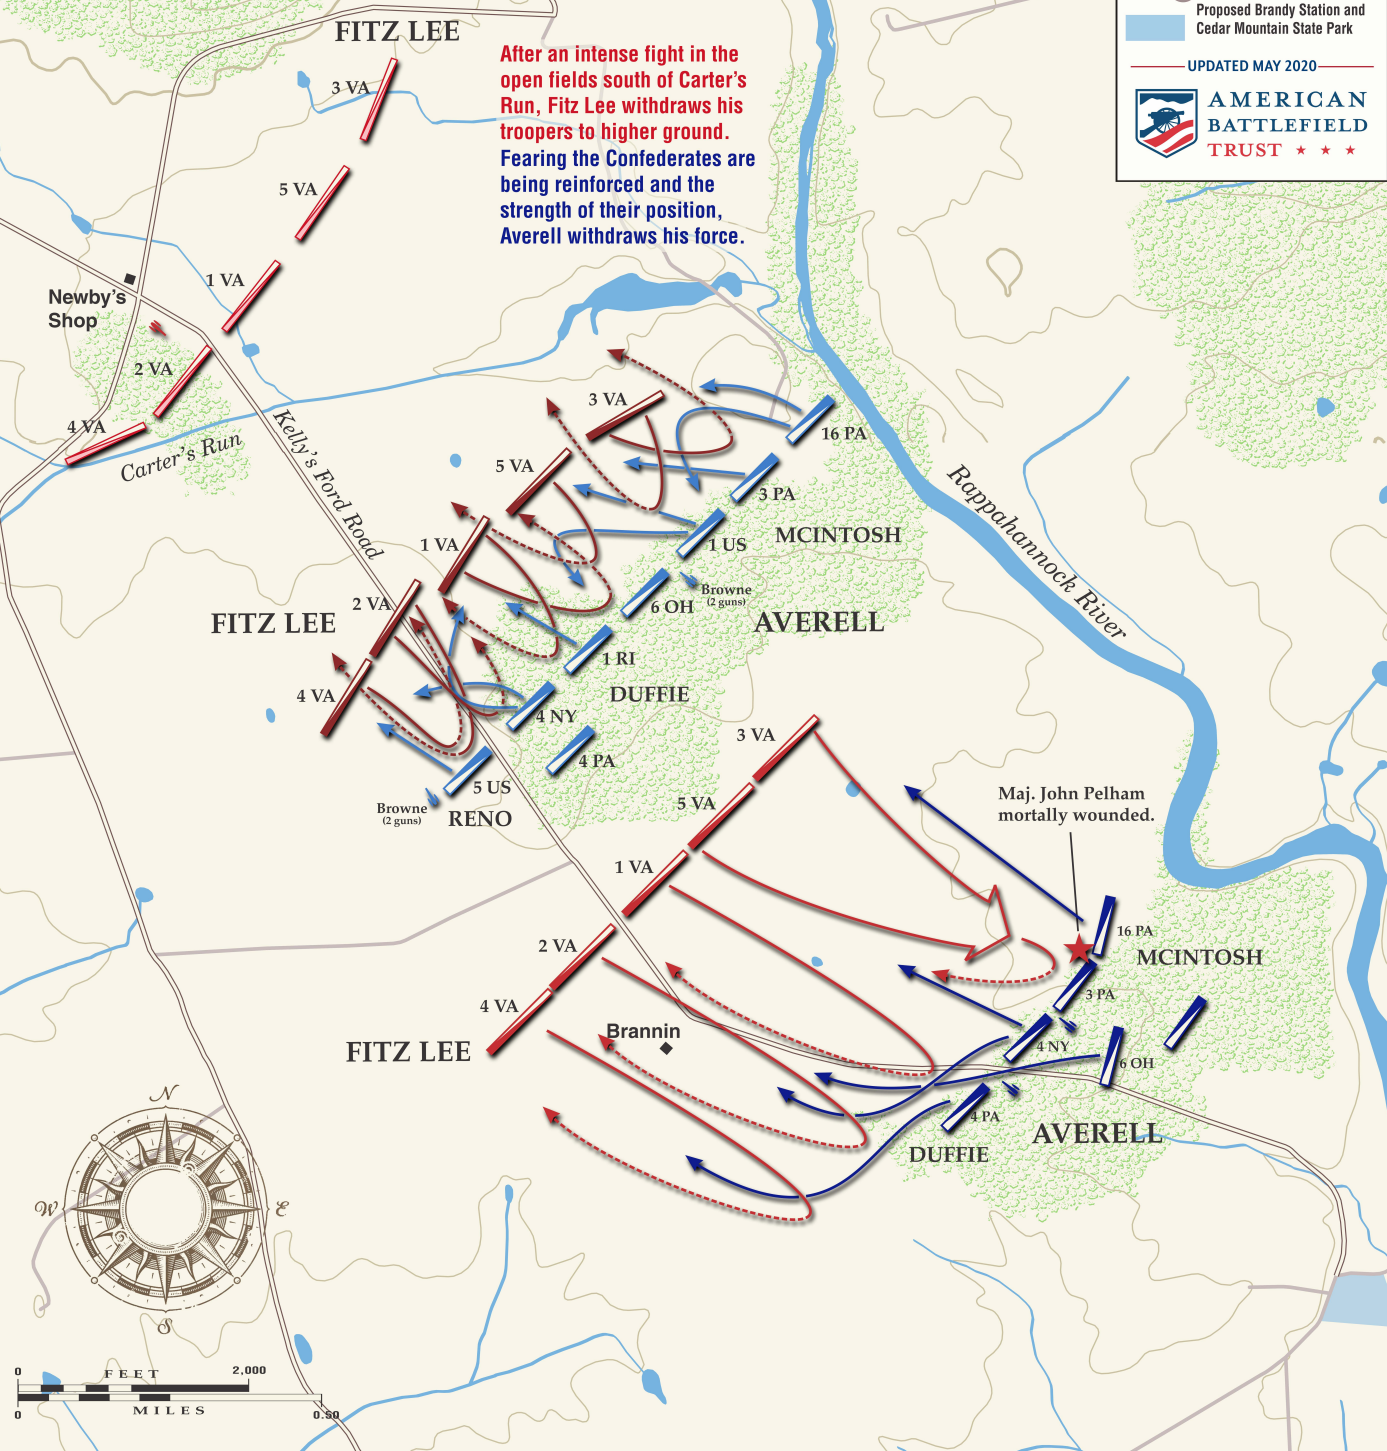 Proposed Brandy Station and
Cedar Mountain State Park
UPDATED MAY 2020
AMERICAN
BATTLEFIELD
TRUST
FITZ LEE
3 VA
After an intense fight in the
open fields south of Carter's
Run, Fitz Lee withdraws his
troopers to higher ground.
Fearing the Confederates are
being reinforced and the
strength of their position,
Averell withdraws his force.
5 VA
1 VA
Newby's
Shop
2 VA
4 VA
Carter's Run
Kelly's Ford Road
3 VA
16 PA
5 VA
3 PA
Rappahannock River
1 VA
1 US
MCINTOSH
2 VA
6 OH
Browne
(2 guns)
FITZ LEE
AVERELL
1 RI
4 VA
DUFFIE
4 NY
4 PA
5 US
Browne
(2 guns)
RENO
3 VA
5 VA
Maj. John Pelham
mortally wounded.
1 VA
16 PA
2 VA
MCINTOSH
3 PA
4 VA
Brannin
FITZ LEE
4 NY
6 OH
4 PA
AVERELL
DUFFIE
N
W
E
S
0
FEET
2,000
MILES
0
0.50